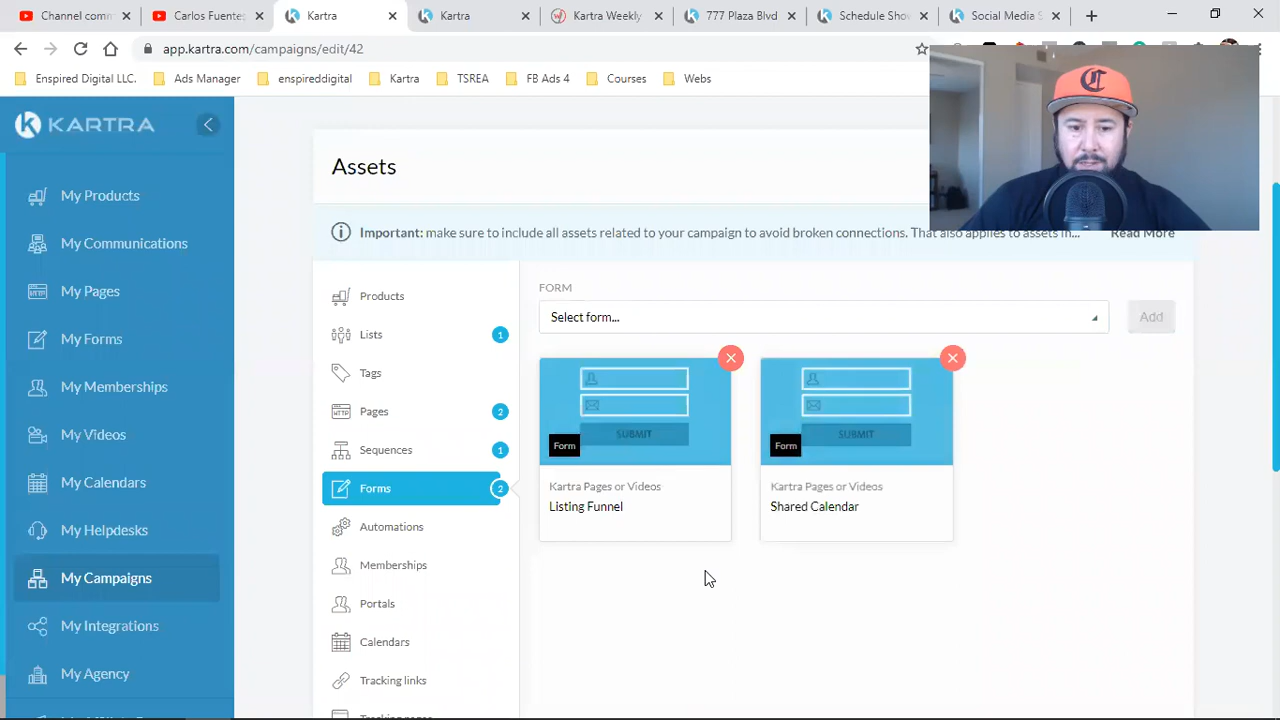 Channel comm
Carlos Fuentes
Kartra
Kartra
Kartra Weekly
777 Plaza Blvd
Schedule Show
Social Media S
app.kartra.com/campaigns/edit/42
Enspired Digital LLC.
Ads Manager
enspireddigital
Kartra
TSREA
FB Ads 4
Courses
Webs
KARTRA
My Products
My Communications
My Pages
My Forms
My Memberships
My Videos
My Calendars
My Helpdesks
My Campaigns
My Integrations
My Agency
Assets
Important: make sure to include all assets related to your campaign to avoid broken connections. That also applies to assets in... Read More
Products
Lists 1
Tags
Pages 2
Sequences 1
Forms 2
Automations
Memberships
Portals
Calendars
Tracking links
Tracking pages
FORM
Select form...
Add
SUBMIT
Form
Kartra Pages or Videos
Listing Funnel
SUBMIT
Form
Kartra Pages or Videos
Shared Calendar